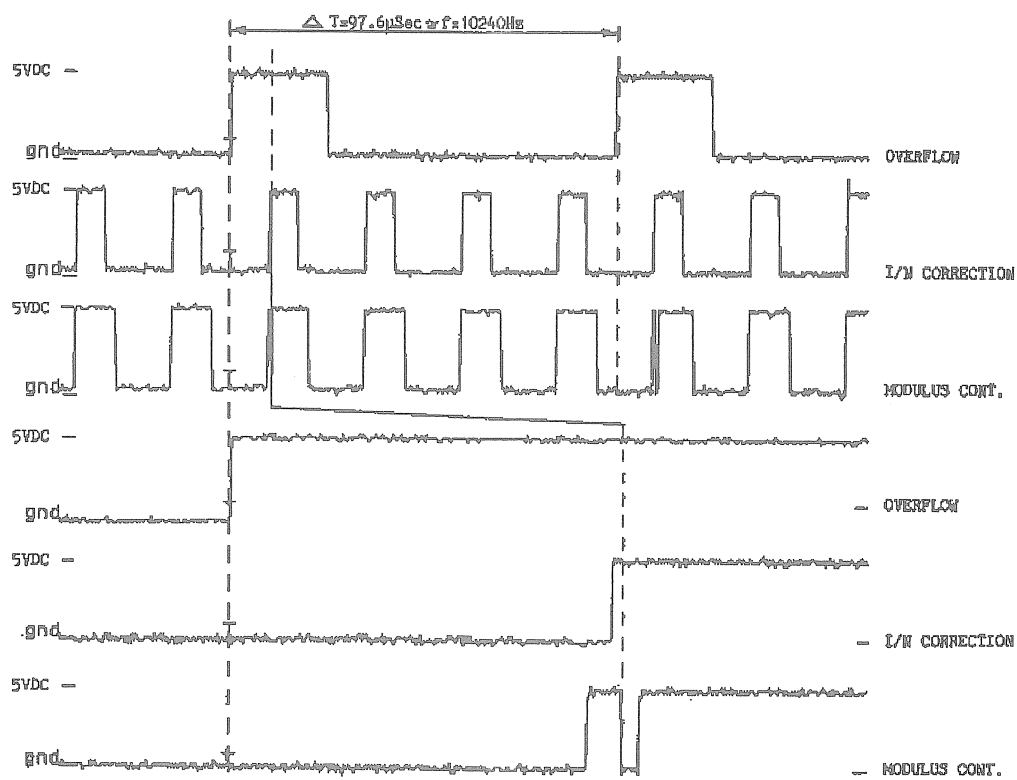 △ T=97.6µSec or f=10240Hz
5VDC
gnd
OVERFLOW
5VDC
gnd
I/N CORRECTION
5VDC
gnd
MODULUS CONT.
5VDC
gnd
OVERFLOW
5VDC
gnd
I/N CORRECTION
5VDC
gnd
MODULUS CONT.